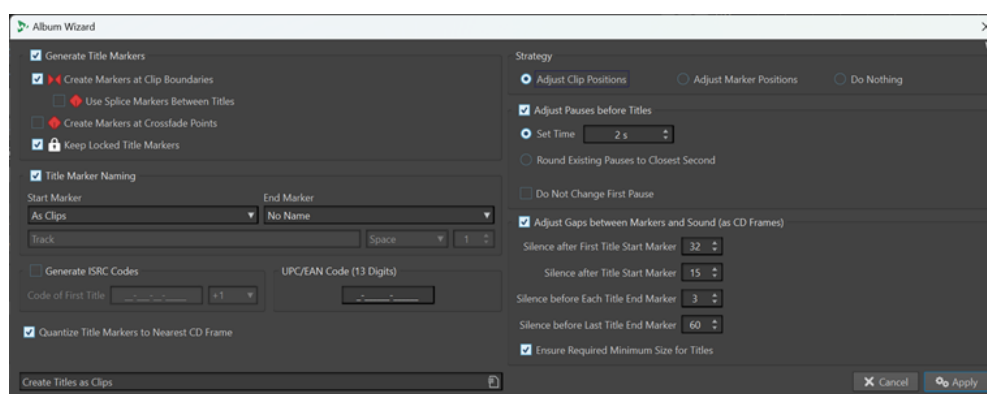 Album Wizard
Generate Title Markers
Create Markers at Clip Boundaries
Use Splice Markers Between Titles
Create Markers at Crossfade Points
Keep Locked Title Markers
Title Marker Naming
Start Marker
End Marker
As Clips
No Name
Track
Space
1
Generate ISRC Codes
UPC/EAN Code (13 Digits)
Code of First Title
+1
Quantize Title Markers to Nearest CD Frame
Create Titles as Clips
Strategy
Adjust Clip Positions
Adjust Marker Positions
Do Nothing
Adjust Pauses before Titles
Set Time
2 s
Round Existing Pauses to Closest Second
Do Not Change First Pause
Adjust Gaps between Markers and Sound (as CD Frames)
Silence after First Title Start Marker 32
Silence after Title Start Marker 15
Silence before Each Title End Marker 3
Silence before Last Title End Marker 60
Ensure Required Minimum Size for Titles
Cancel
Apply